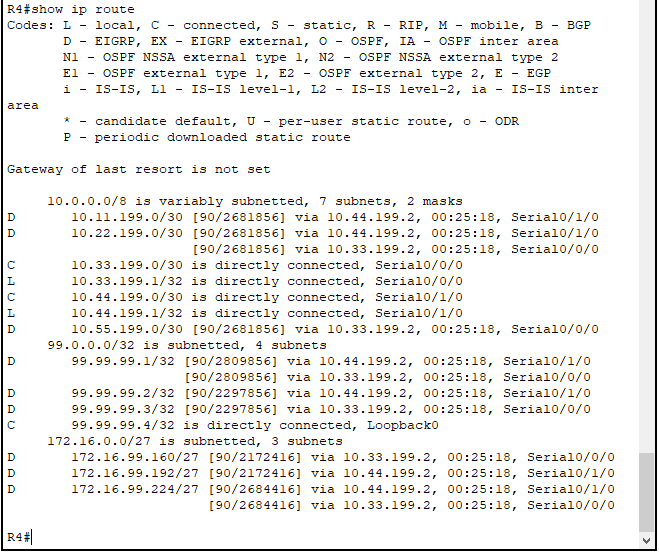 R4#show ip route
Codes: L - local, C - connected, S - static, R - RIP, M - mobile, B - BGP
       D - EIGRP, EX - EIGRP external, O - OSPF, IA - OSPF inter area
       N1 - OSPF NSSA external type 1, N2 - OSPF NSSA external type 2
       E1 - OSPF external type 1, E2 - OSPF external type 2, E - EGP
       i - IS-IS, L1 - IS-IS level-1, L2 - IS-IS level-2, ia - IS-IS inter
area
       * - candidate default, U - per-user static route, o - ODR
       P - periodic downloaded static route

Gateway of last resort is not set

     10.0.0.0/8 is variably subnetted, 7 subnets, 2 masks
D       10.11.199.0/30 [90/2681856] via 10.44.199.2, 00:25:18, Serial0/1/0
D       10.22.199.0/30 [90/2681856] via 10.44.199.2, 00:25:18, Serial0/1/0
                       [90/2681856] via 10.33.199.2, 00:25:18, Serial0/0/0
C       10.33.199.0/30 is directly connected, Serial0/0/0
L       10.33.199.1/32 is directly connected, Serial0/0/0
C       10.44.199.0/30 is directly connected, Serial0/1/0
L       10.44.199.1/32 is directly connected, Serial0/1/0
D       10.55.199.0/30 [90/2681856] via 10.33.199.2, 00:25:18, Serial0/0/0
     99.0.0.0/32 is subnetted, 4 subnets
D       99.99.99.1/32 [90/2809856] via 10.44.199.2, 00:25:18, Serial0/1/0
                      [90/2809856] via 10.33.199.2, 00:25:18, Serial0/0/0
D       99.99.99.2/32 [90/2297856] via 10.44.199.2, 00:25:18, Serial0/1/0
D       99.99.99.3/32 [90/2297856] via 10.33.199.2, 00:25:18, Serial0/0/0
C       99.99.99.4/32 is directly connected, Loopback0
     172.16.0.0/27 is subnetted, 3 subnets
D       172.16.99.160/27 [90/2172416] via 10.33.199.2, 00:25:18, Serial0/0/0
D       172.16.99.192/27 [90/2172416] via 10.44.199.2, 00:25:18, Serial0/1/0
D       172.16.99.224/27 [90/2684416] via 10.44.199.2, 00:25:18, Serial0/1/0
                         [90/2684416] via 10.33.199.2, 00:25:18, Serial0/0/0

R4#